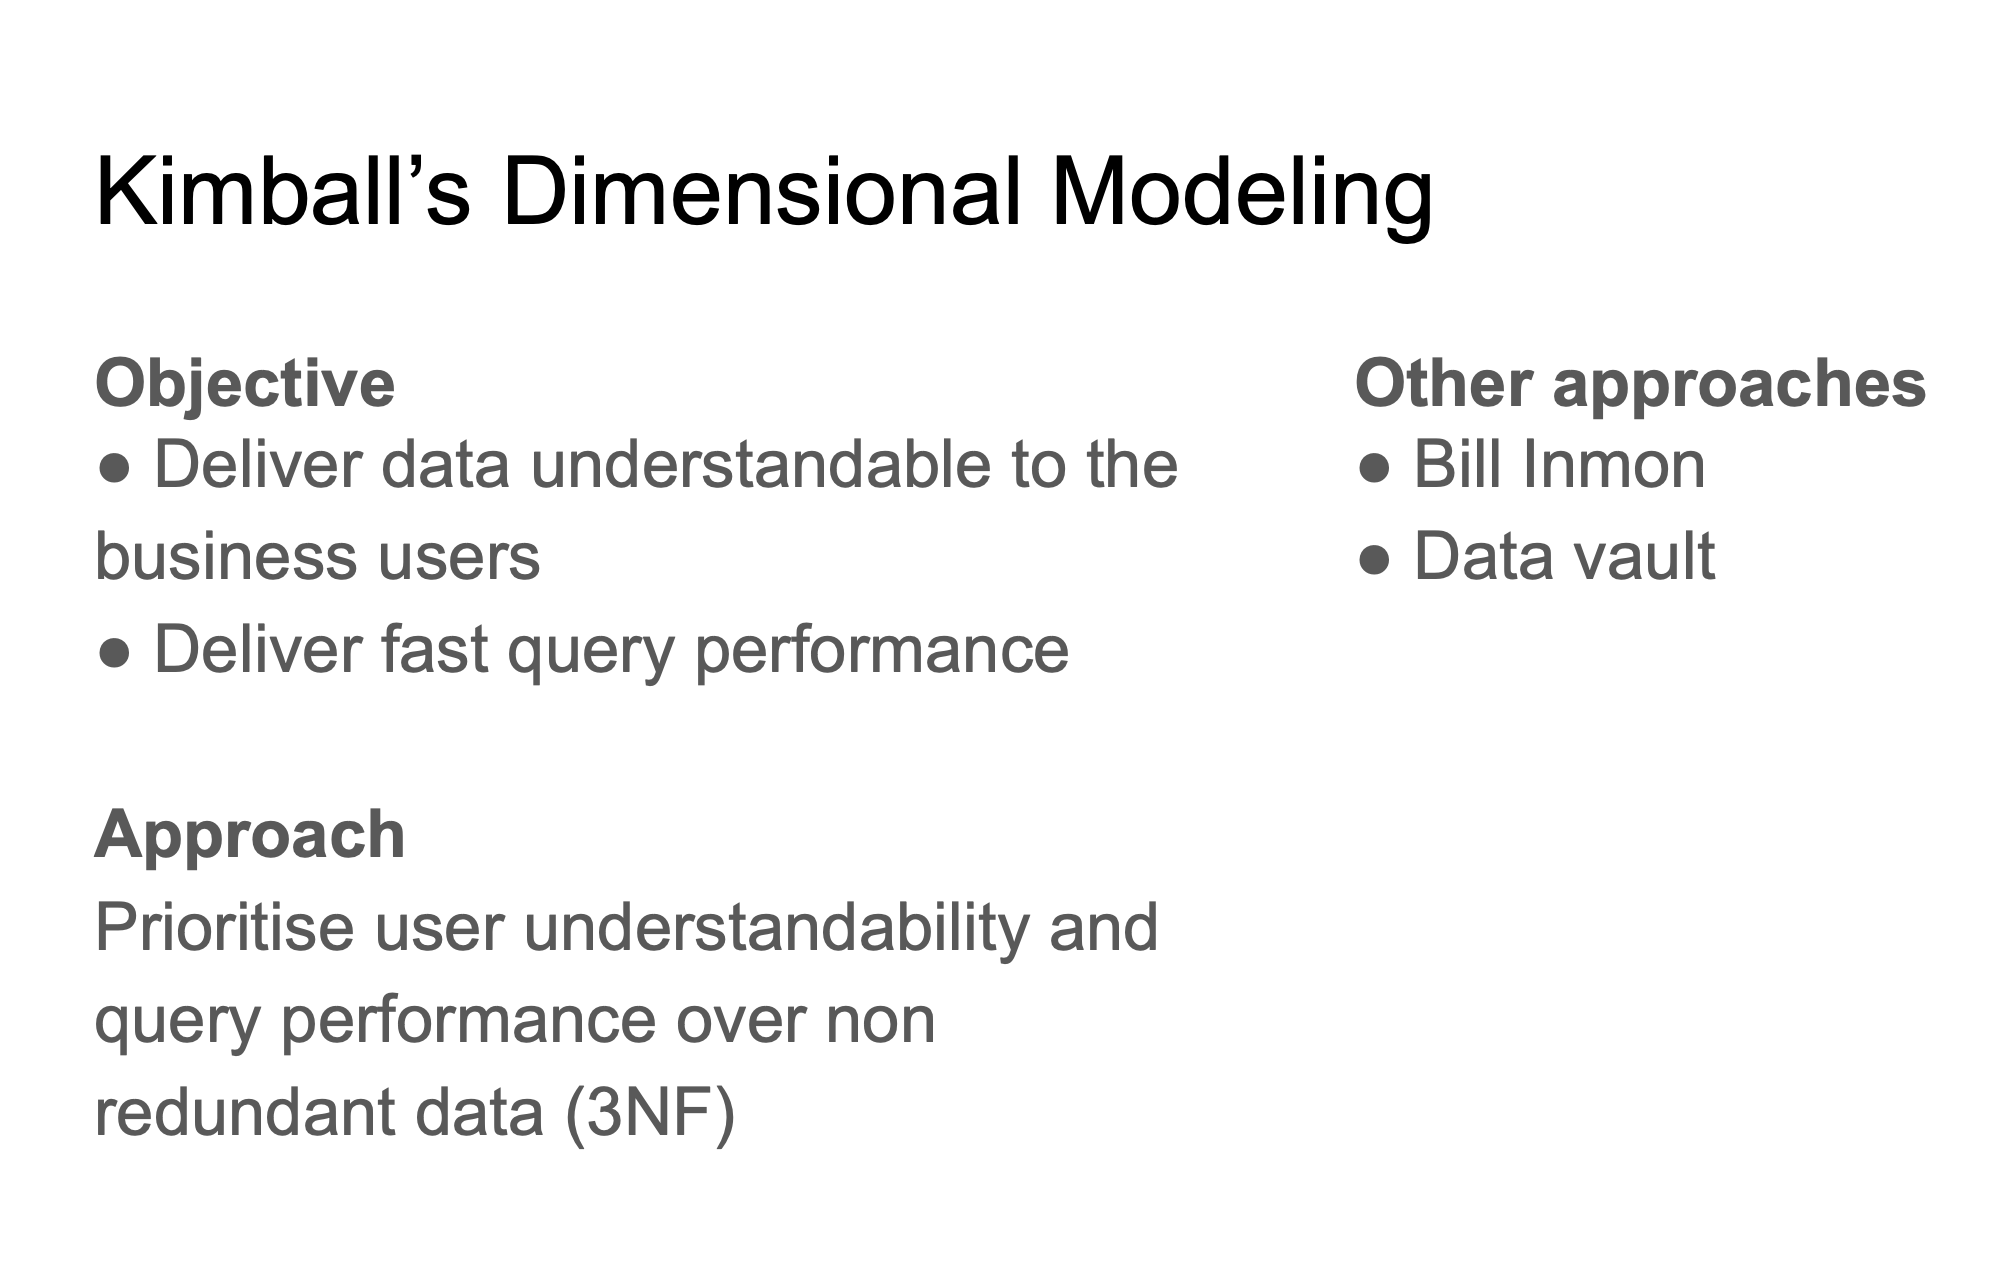 Kimball’s Dimensional Modeling
Objective
● Deliver data understandable to the
business users
● Deliver fast query performance
Approach
Prioritise user understandability and
query performance over non
redundant data (3NF)
Other approaches
● Bill Inmon
● Data vault